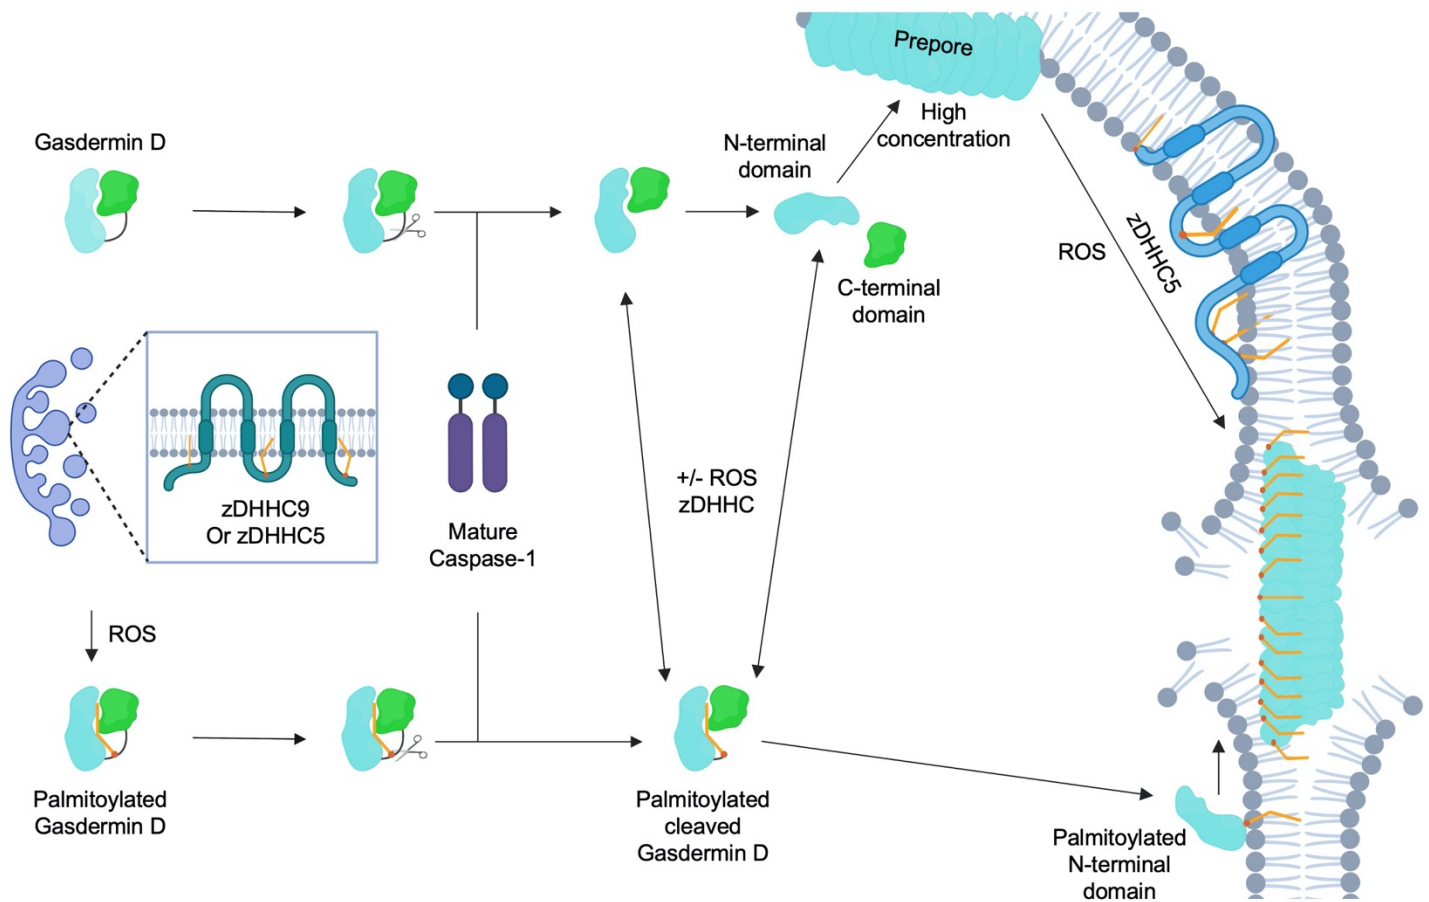 Prepore
High
concentration
Gasdermin D
N-terminal
domain
C-terminal
domain
ROS
zDHHC5
zDHHC9
Or zDHHC5
Mature
Caspase-1
+/- ROS
zDHHC
ROS
Palmitoylated
Gasdermin D
Palmitoylated
cleaved
Gasdermin D
Palmitoylated
N-terminal
domain